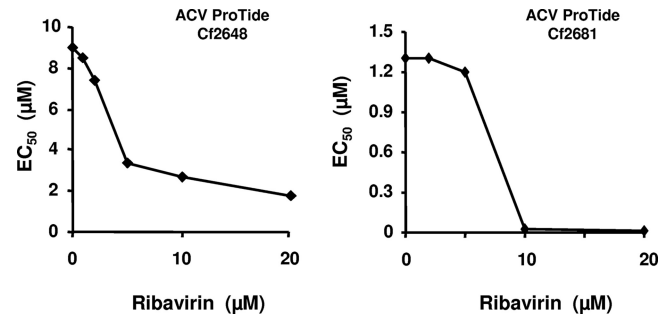 ACV ProTide
Cf2648
EC50 (μM)
10
8
6
4
2
0
0 10 20
Ribavirin (μM)
ACV ProTide
Cf2681
EC50 (μM)
1.5
1.2
0.9
0.6
0.3
0
0 10 20
Ribavirin (μM)